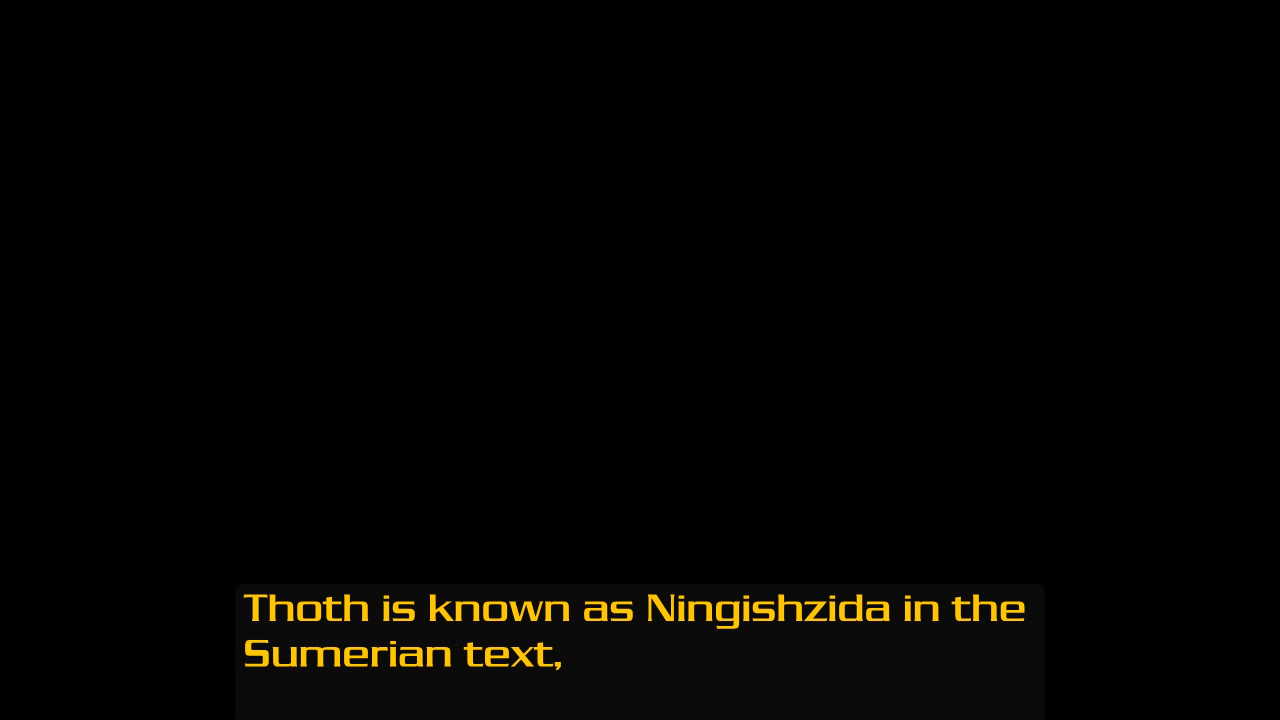 Thoth is known as Ningishzida in the
Sumerian text,